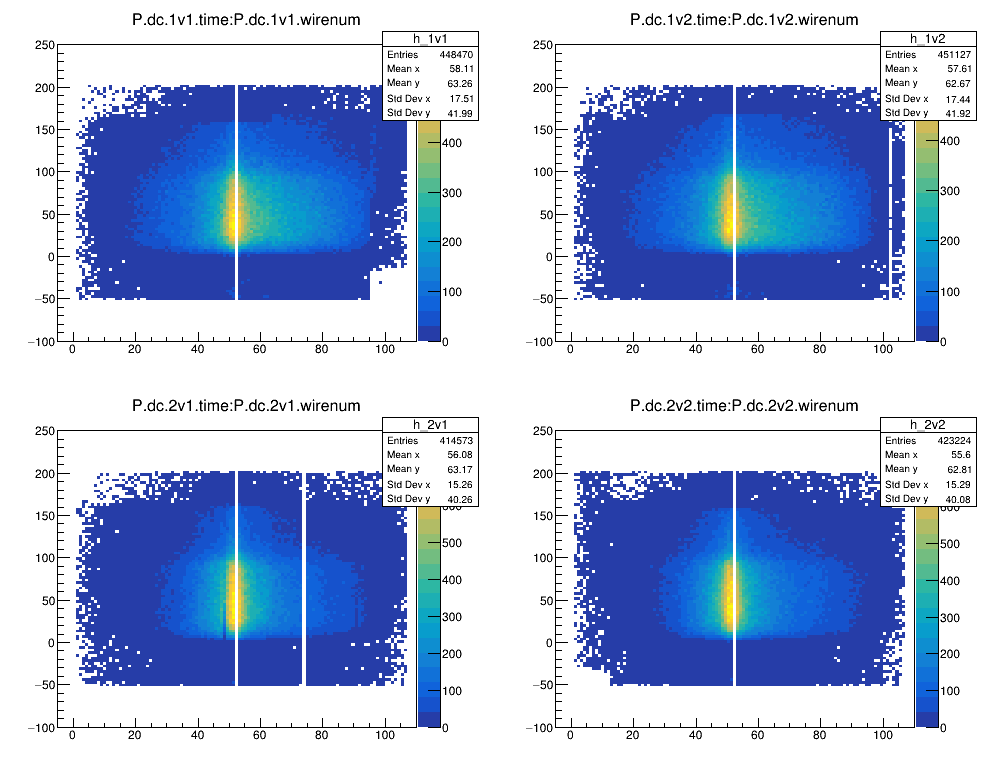 P.dc.1v1.time:P.dc.1v1.wirenum
h_1v1
Entries 448470
Mean x 58.11
Mean y 63.26
Std Dev x 17.51
Std Dev y 41.99
250
200
150
100
50
0
−50
−100
0 20 40 60 80 100
400
300
200
100
0
P.dc.1v2.time:P.dc.1v2.wirenum
h_1v2
Entries 451127
Mean x 57.61
Mean y 62.67
Std Dev x 17.44
Std Dev y 41.92
250
200
150
100
50
0
−50
−100
0 20 40 60 80 100
400
300
200
100
0
P.dc.2v1.time:P.dc.2v1.wirenum
h_2v1
Entries 414573
Mean x 56.08
Mean y 63.17
Std Dev x 15.26
Std Dev y 40.26
250
200
150
100
50
0
−50
−100
0 20 40 60 80 100
600
500
400
300
200
100
0
P.dc.2v2.time:P.dc.2v2.wirenum
h_2v2
Entries 423224
Mean x 55.6
Mean y 62.81
Std Dev x 15.29
Std Dev y 40.08
250
200
150
100
50
0
−50
−100
0 20 40 60 80 100
600
500
400
300
200
100
0